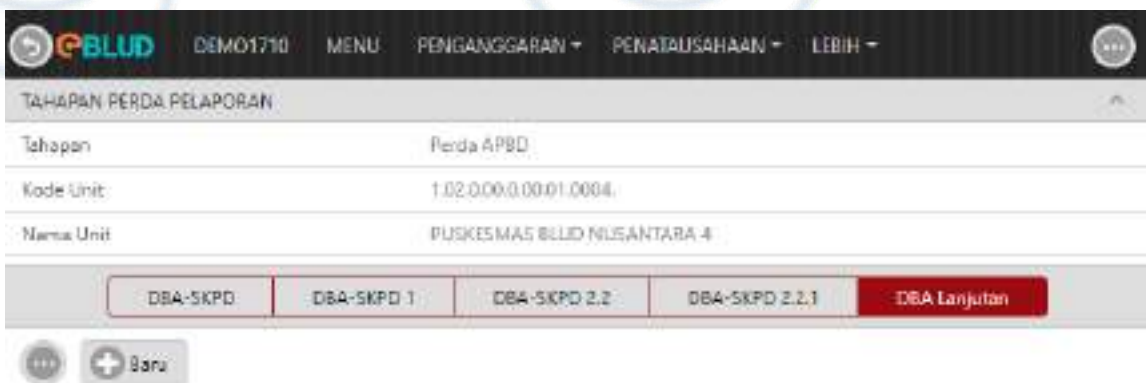 eBLUD DEMO1710 MENU PENGANGGARAN PENATAUSAHAAN LEBIH
TAHAPAN PERDA PELAPORAN
Tahapan Perda APBD
Kode Unit 1.02.0.00.0.00.01.0004.
Nama Unit PUSKESMAS BLUD NUSANTARA 4
DBA-SKPD DBA-SKPD 1 DBA-SKPD 2.2 DBA-SKPD 2.2.1 DBA Lanjutan
Baru